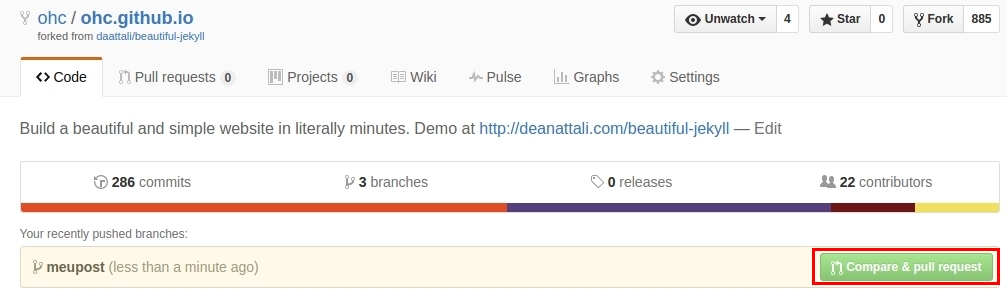 ohc / ohc.github.io
Unwatch 4 Star 0 Fork 885
forked from daattali/beautiful-jekyll
Code Pull requests 0 Projects 0 Wiki Pulse Graphs Settings
Build a beautiful and simple website in literally minutes. Demo at http://deanattali.com/beautiful-jekyll — Edit
286 commits 3 branches 0 releases 22 contributors
Your recently pushed branches:
meupost (less than a minute ago) Compare & pull request